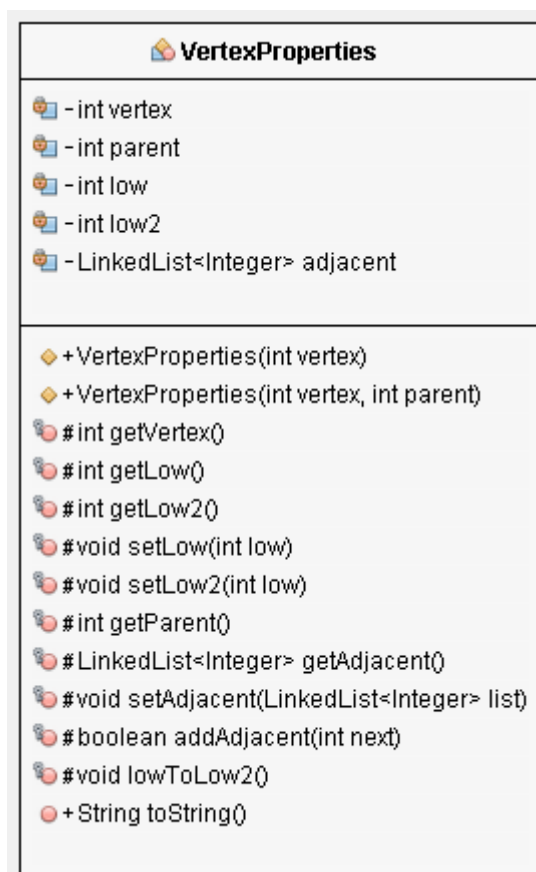 VertexProperties
-int vertex
-int parent
-int low
-int low2
-LinkedList<Integer> adjacent
+VertexProperties(int vertex)
+VertexProperties(int vertex, int parent)
#int getVertex()
#int getLow()
#int getLow2()
#void setLow(int low)
#void setLow2(int low)
#int getParent()
#LinkedList<Integer> getAdjacent()
#void setAdjacent(LinkedList<Integer> list)
#boolean addAdjacent(int next)
#void lowToLow2()
+String toString()